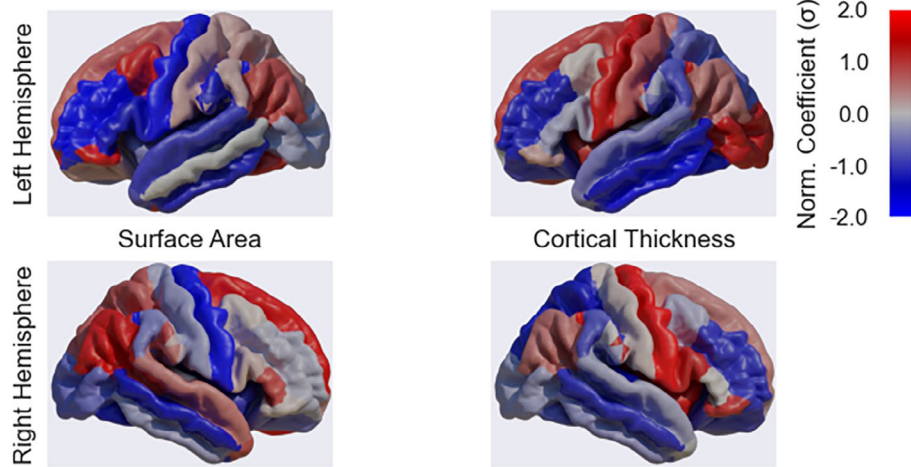 Left Hemisphere
Surface Area
Cortical Thickness
Norm. Coefficient (σ)
2.0
1.0
0.0
-1.0
-2.0
Right Hemisphere